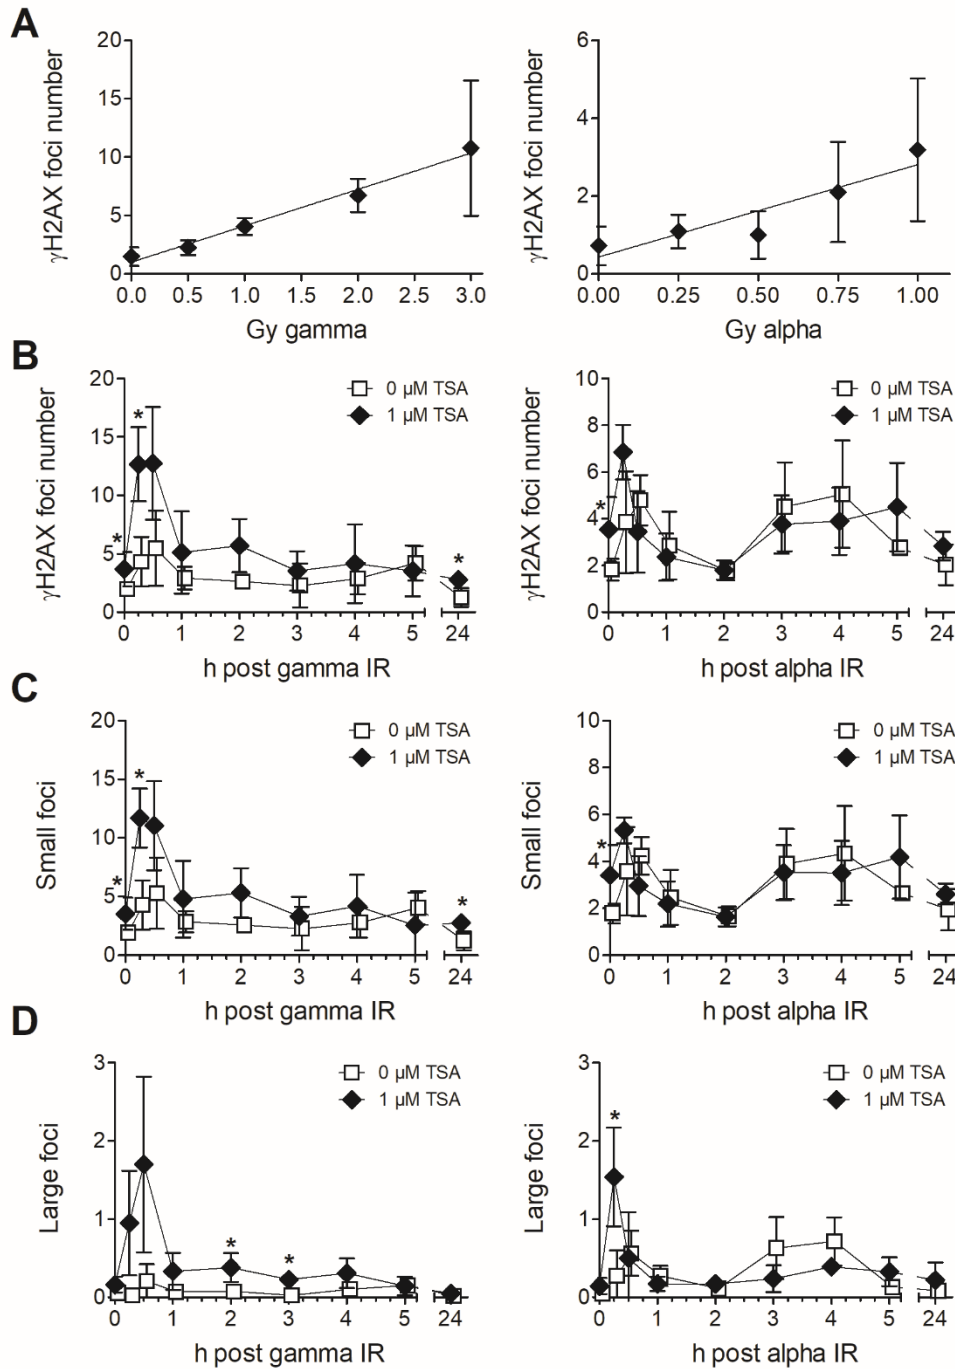 A
γH2AX foci number
20
15
10
5
0
0.0 0.5 1.0 1.5 2.0 2.5 3.0
Gy gamma
γH2AX foci number
6
4
2
0
0.00 0.25 0.50 0.75 1.00
Gy alpha
B
γH2AX foci number
20
15
10
5
0
0 µM TSA
1 µM TSA
*
*
*
0 1 2 3 4 5 24
h post gamma IR
γH2AX foci number
10
8
6
4
2
0
0 µM TSA
1 µM TSA
*
0 1 2 3 4 5 24
h post alpha IR
C
Small foci
20
15
10
5
0
0 µM TSA
1 µM TSA
*
*
*
0 1 2 3 4 5 24
h post gamma IR
Small foci
10
8
6
4
2
0
0 µM TSA
1 µM TSA
*
0 1 2 3 4 5 24
h post alpha IR
D
Large foci
3
2
1
0
0 µM TSA
1 µM TSA
*
*
0 1 2 3 4 5 24
h post gamma IR
Large foci
3
2
1
0
0 µM TSA
1 µM TSA
*
0 1 2 3 4 5 24
h post alpha IR